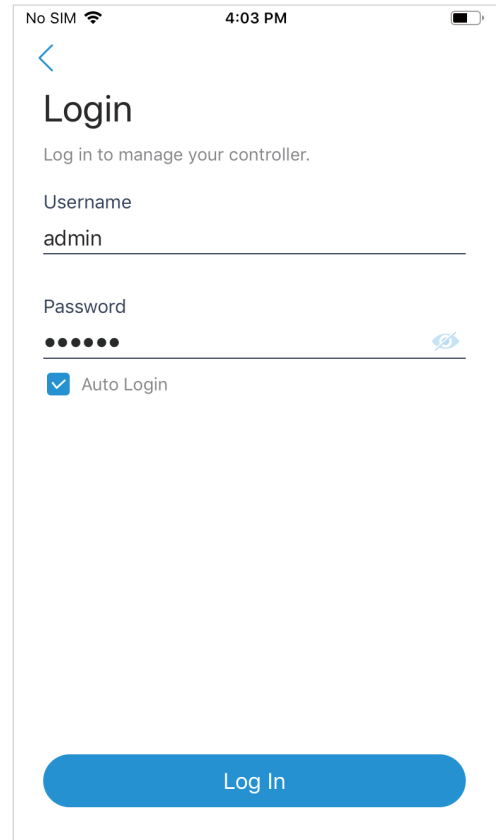 No SIM 4:03 PM
Login
Log in to manage your controller.
Username
admin
Password
••••••
Auto Login
Log In